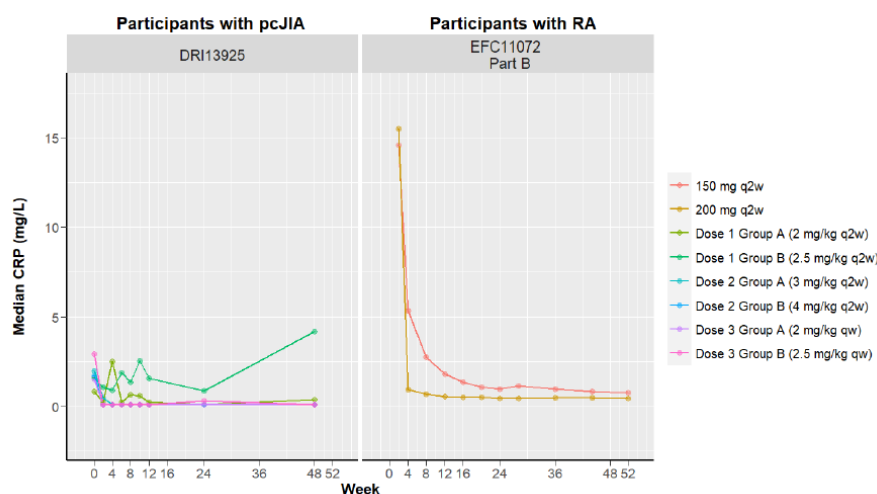 Participants with pcJIA
Participants with RA
DRI13925
EFC11072
Part B
Median CRP (mg/L)
15
10
5
0
0 4 8 12 16 24 36 48 52
0 4 8 12 16 24 36 48 52
Week
150 mg q2w
200 mg q2w
Dose 1 Group A (2 mg/kg q2w)
Dose 1 Group B (2.5 mg/kg q2w)
Dose 2 Group A (3 mg/kg q2w)
Dose 2 Group B (4 mg/kg q2w)
Dose 3 Group A (2 mg/kg qw)
Dose 3 Group B (2.5 mg/kg qw)